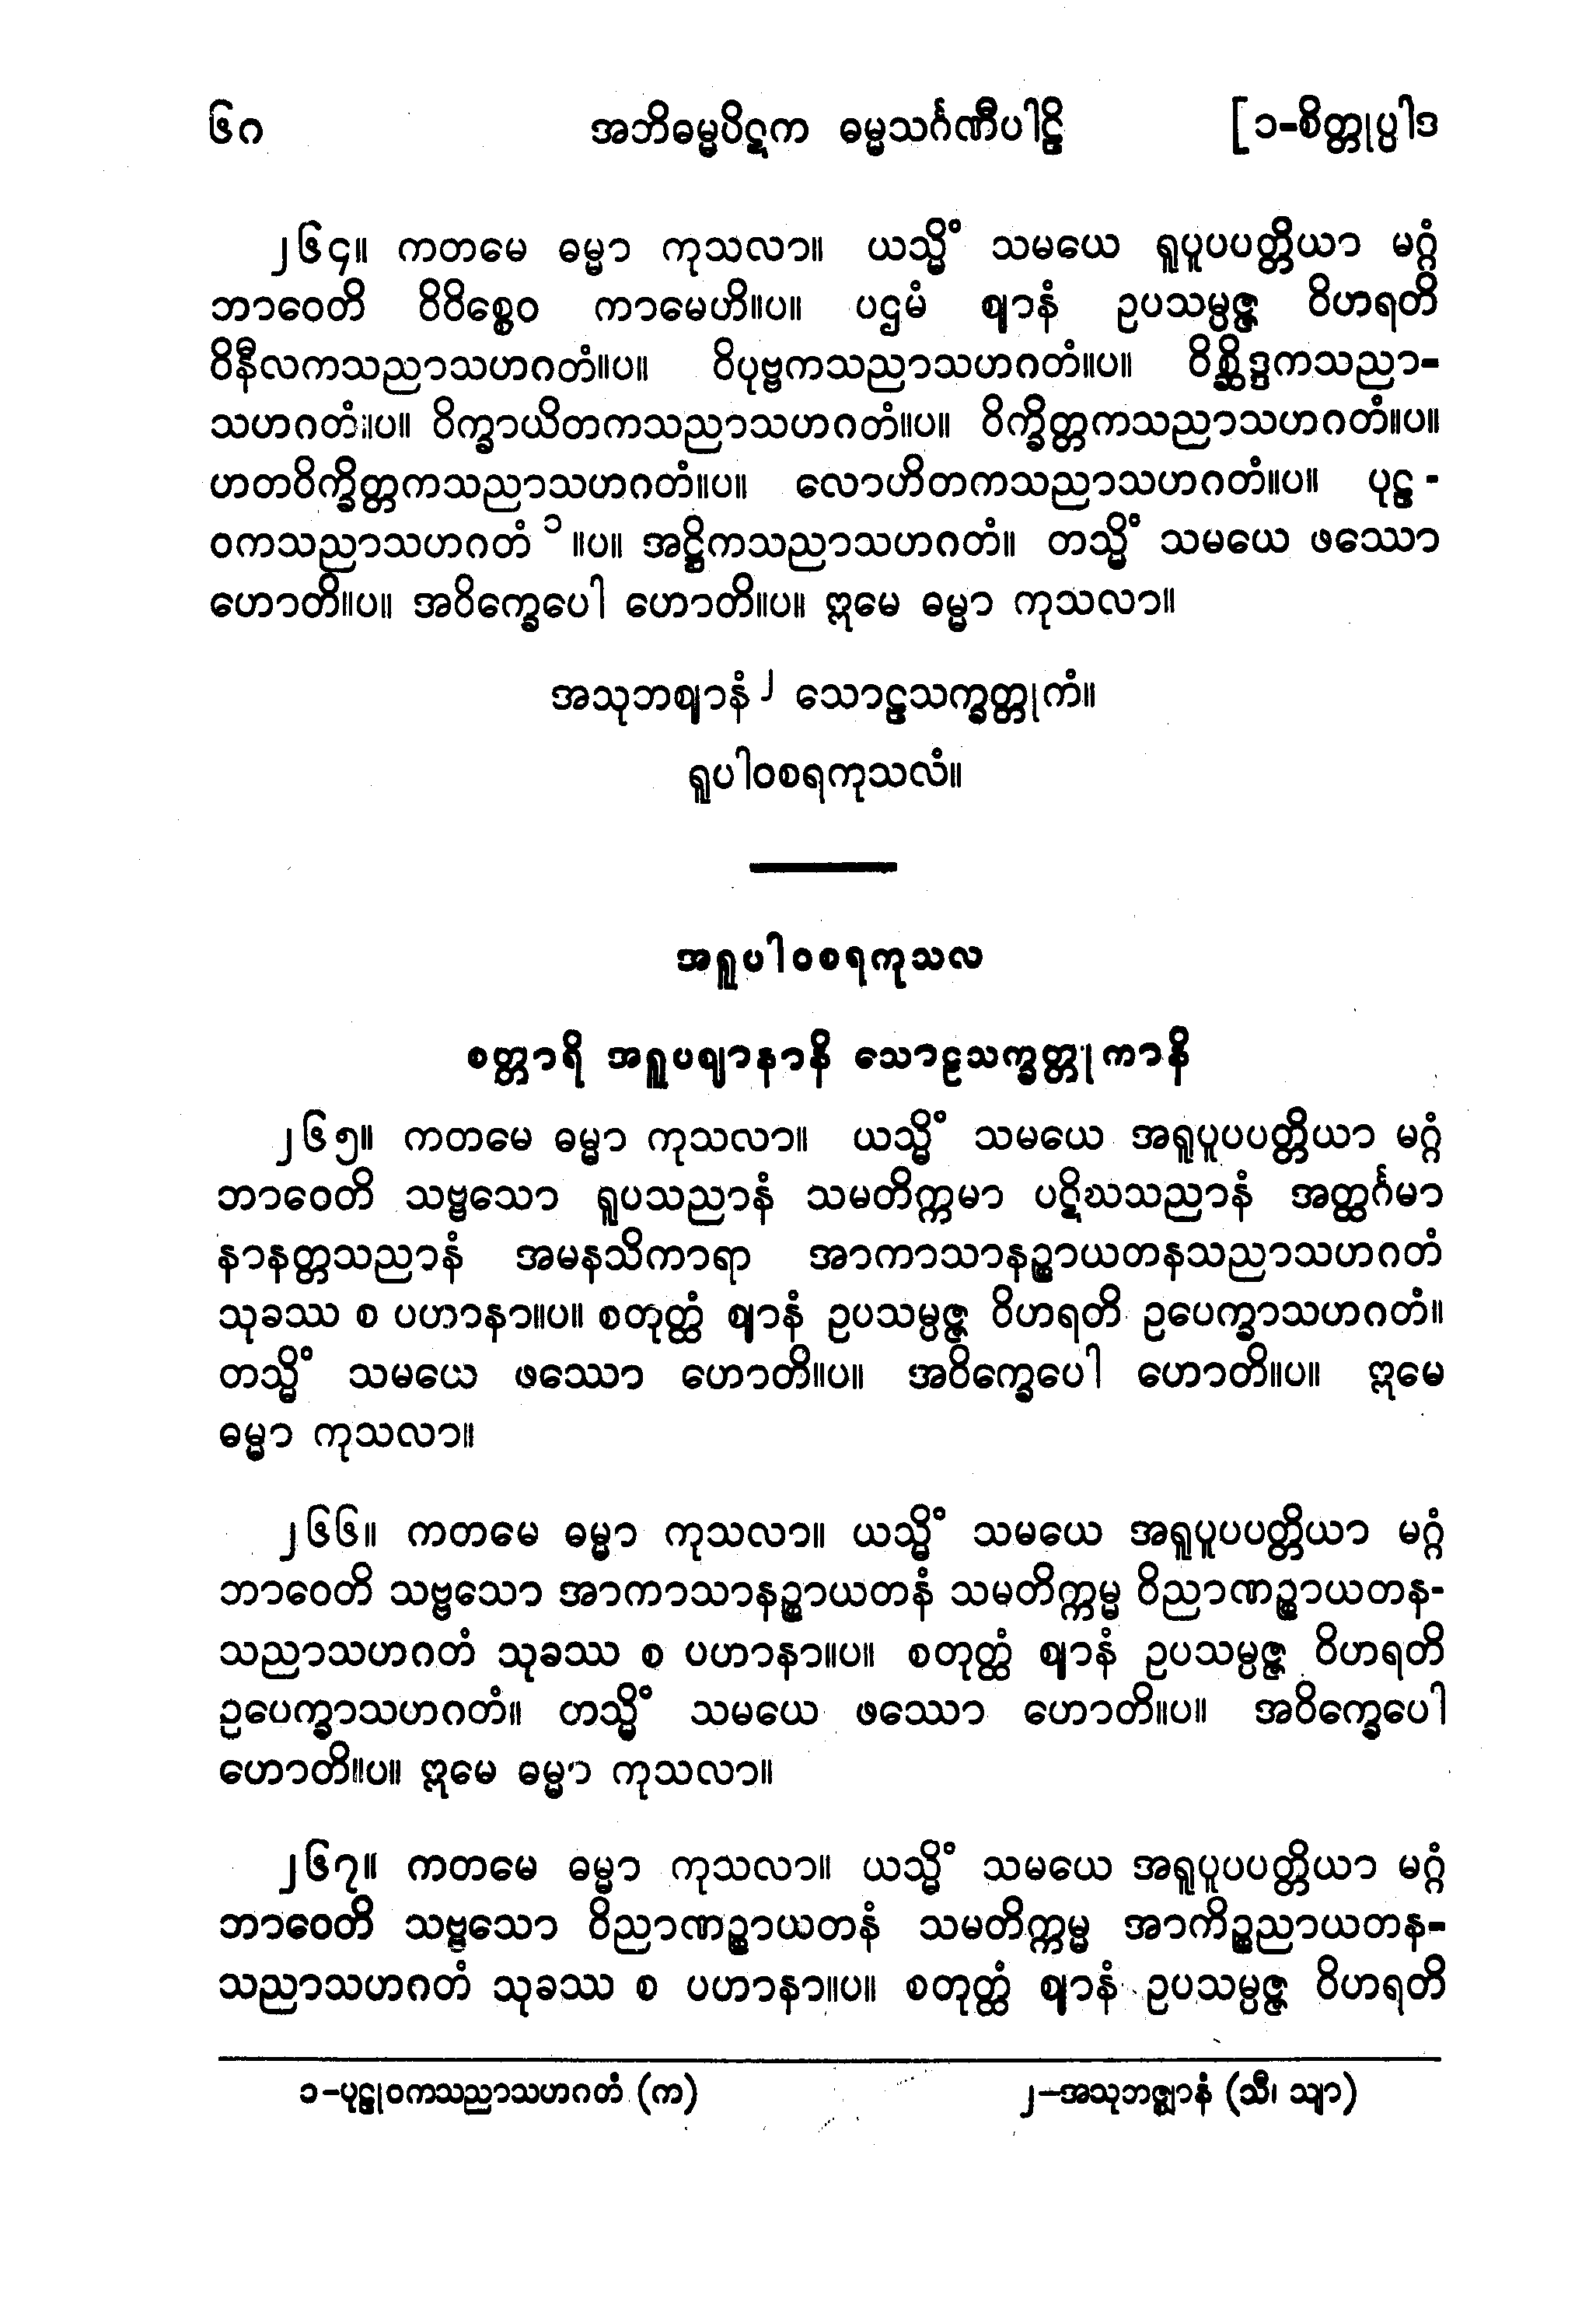 ၆ဂ အဘိဓမ္မပိဋက ဓမ္မသင်္ဂဏီပါဠိ [၁-စိတ္တုပ္ပါဒ
၂၆၄။ ကတမေ ဓမ္မာ ကုသလာ။ ယသ္မိံ သမယေ ရူပူပပတ္တိယာ မဂ္ဂံ
ဘာဝေတိ ဝိဝိစ္စေဝ ကာမေဟိ။ပ။ ပဌမံ ဈာနံ ဥပသမ္ပဇ္ဇ ဝိဟရတိ
ဝိနီလကသညာသဟဂတံ။ပ။ ဝိပုဗ္ဗကသညာသဟဂတံ။ပ။ ဝိစ္ဆိဒ္ဒကသညာ-
သဟဂတံ။ပ။ ဝိက္ခာယိတကသညာသဟဂတံ။ပ။ ဝိက္ခိတ္တကသညာသဟဂတံ။ပ။
ဟတဝိက္ခိတ္တကသညာသဟဂတံ။ပ။ လောဟိတကသညာသဟဂတံ။ပ။ ပုဠ-
ဝကသညာသဟဂတံ ၁ ။ပ။ အဋ္ဌိကသညာသဟဂတံ။ တသ္မိံ သမယေ ဖဿော
ဟောတိ။ပ။ အဝိက္ခေပေါ ဟောတိ။ပ။ ဣမေ ဓမ္မာ ကုသလာ။
အသုဘဈာနံ ၂ သောဠသက္ခတ္တုကံ။
ရူပါဝစရကုသလံ။
အရူပါဝစရကုသလ
စတ္တာရိ အရူပဈာနာနိ သောဠသက္ခတ္တုကာနိ
၂၆၅။ ကတမေ ဓမ္မာ ကုသလာ။ ယသ္မိံ သမယေ အရူပူပပတ္တိယာ မဂ္ဂံ
ဘာဝေတိ သဗ္ဗသော ရူပသညာနံ သမတိက္ကမာ ပဋိဃသညာနံ အတ္ထင်္ဂမာ
နာနတ္တသညာနံ အမနသိကာရာ အာကာသာနဉ္စာယတနသညာသဟဂတံ
သုခဿ စ ပဟာနာ။ပ။ စတုတ္ထံ ဈာနံ ဥပသမ္ပဇ္ဇ ဝိဟရတိ ဥပေက္ခာသဟဂတံ။
တသ္မိံ သမယေ ဖဿော ဟောတိ။ပ။ အဝိက္ခေပေါ ဟောတိ။ပ။ ဣမေ
ဓမ္မာ ကုသလာ။
၂၆၆။ ကတမေ ဓမ္မာ ကုသလာ။ ယသ္မိံ သမယေ အရူပူပပတ္တိယာ မဂ္ဂံ
ဘာဝေတိ သဗ္ဗသော အာကာသာနဉ္စာယတနံ သမတိက္ကမ္မ ဝိညာဏဉ္စာယတန-
သညာသဟဂတံ သုခဿ စ ပဟာနာ။ပ။ စတုတ္ထံ ဈာနံ ဥပသမ္ပဇ္ဇ ဝိဟရတိ
ဥပေက္ခာသဟဂတံ။ တသ္မိံ သမယေ ဖဿော ဟောတိ။ပ။ အဝိက္ခေပေါ
ဟောတိ။ပ။ ဣမေ ဓမ္မာ ကုသလာ။
၂၆၇။ ကတမေ ဓမ္မာ ကုသလာ။ ယသ္မိံ သမယေ အရူပူပပတ္တိယာ မဂ္ဂံ
ဘာဝေတိ သဗ္ဗသော ဝိညာဏဉ္စာယတနံ သမတိက္ကမ္မ အာကိဉ္စညာယတန-
သညာသဟဂတံ သုခဿ စ ပဟာနာ။ပ။ စတုတ္ထံ ဈာနံ ဥပသမ္ပဇ္ဇ ဝိဟရတိ
၁-ပုဠုဝကသညာသဟဂတံ (က) ၂-အသုဘဇ္ဈာနံ (သီ၊ သျာ)